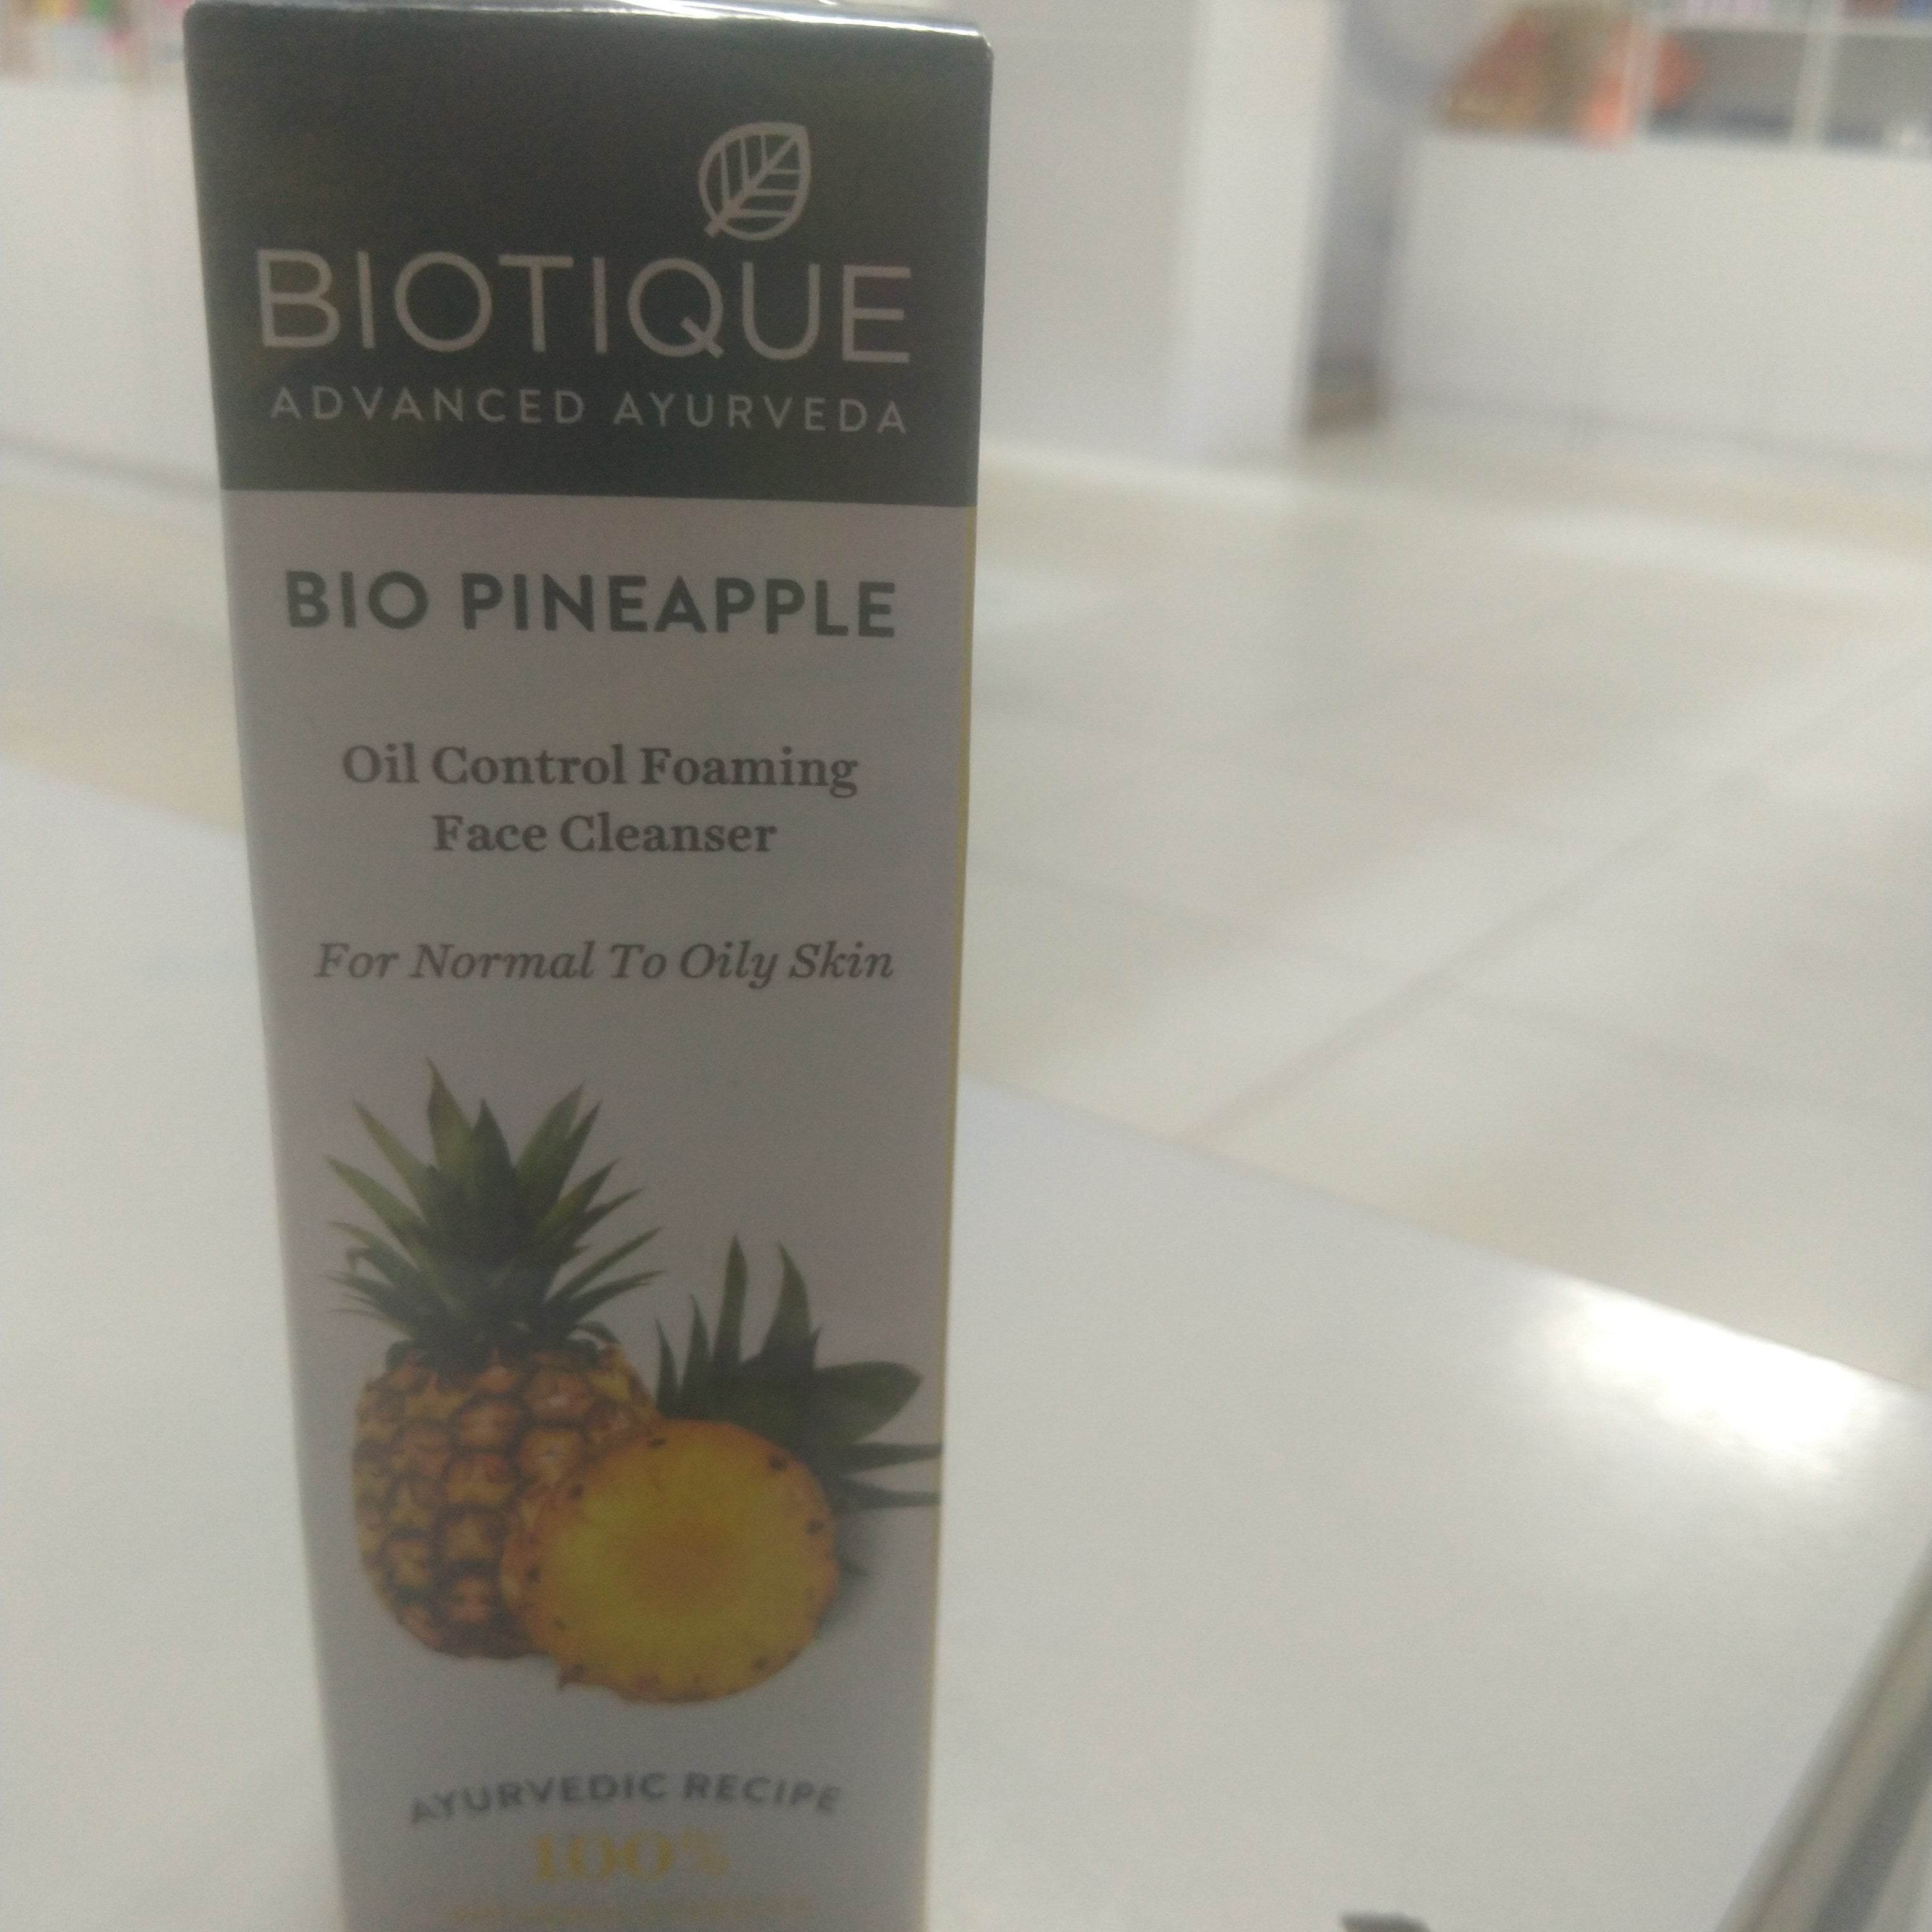 BIOTIQUE
ADVANCED AYURVEDA
BIO PINEAPPLE
Oil Control Foaming
Face Cleanser
For Normal To Oily Skin
AYURVEDIC RECIPE
100%